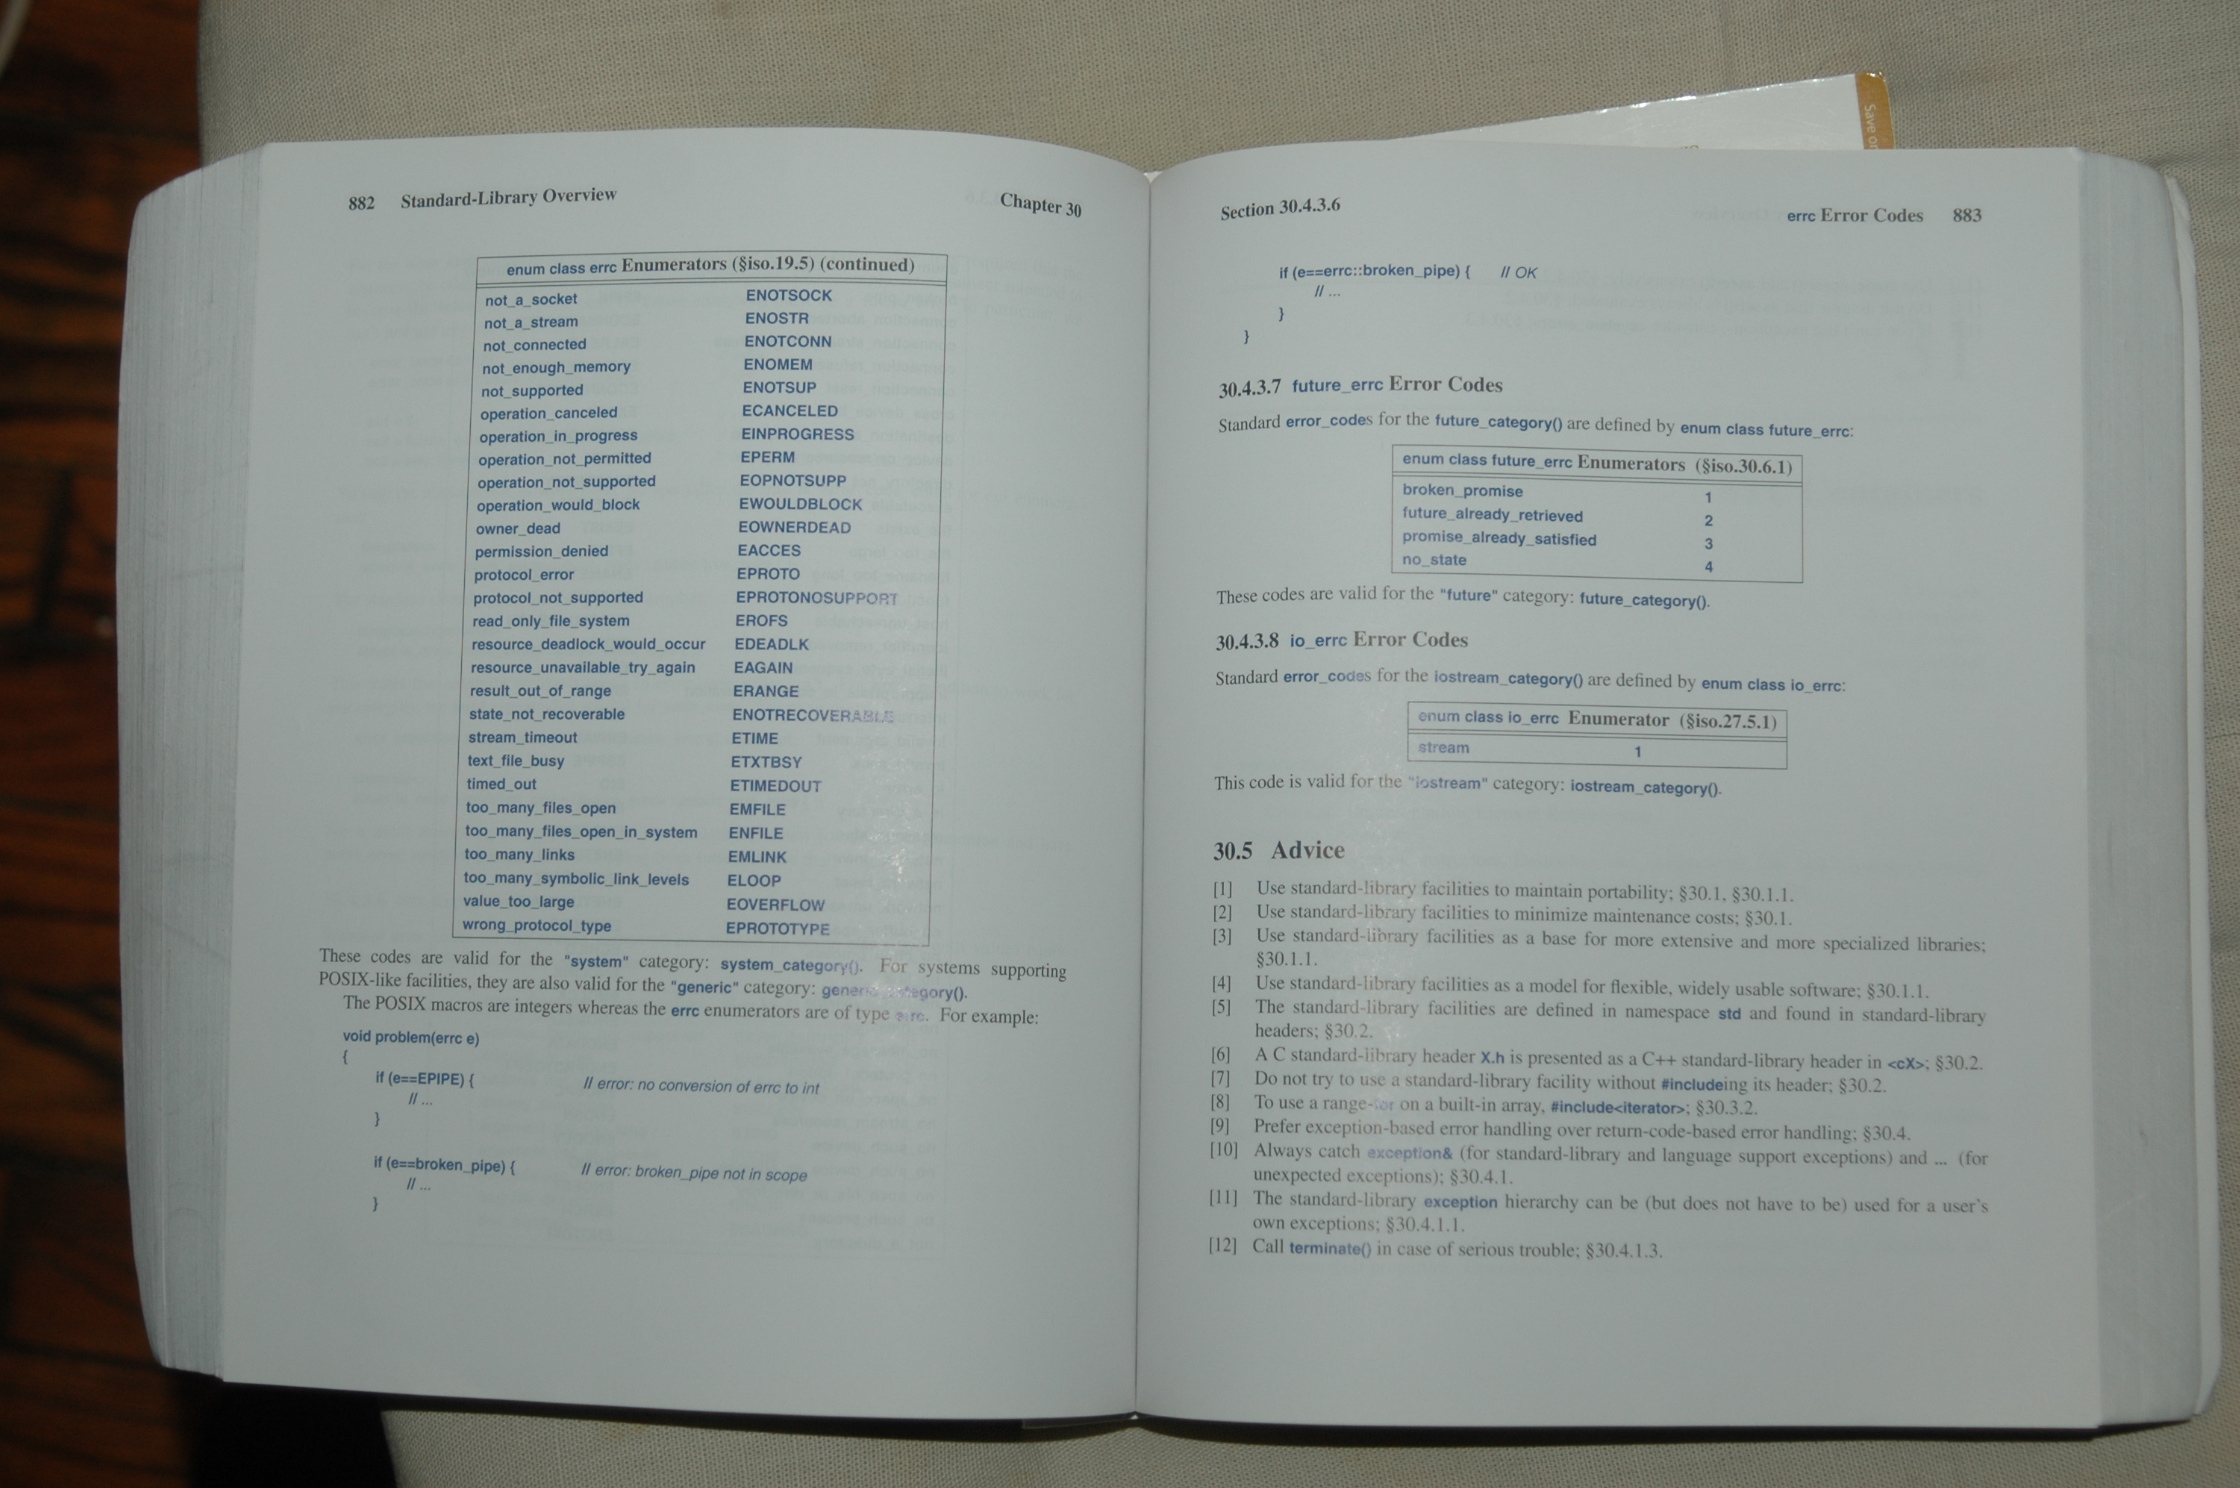 882 Standard-Library Overview Chapter 30
enum class errc Enumerators (§iso.19.5) (continued)
not_a_socket ENOTSOCK
not_a_stream ENOSTR
not_connected ENOTCONN
not_enough_memory ENOMEM
not_supported ENOTSUP
operation_canceled ECANCELED
operation_in_progress EINPROGRESS
operation_not_permitted EPERM
operation_not_supported EOPNOTSUPP
operation_would_block EWOULDBLOCK
owner_dead EOWNERDEAD
permission_denied EACCES
protocol_error EPROTO
protocol_not_supported EPROTONOSUPPORT
read_only_file_system EROFS
resource_deadlock_would_occur EDEADLK
resource_unavailable_try_again EAGAIN
result_out_of_range ERANGE
state_not_recoverable ENOTRECOVERABLE
stream_timeout ETIME
text_file_busy ETXTBSY
timed_out ETIMEDOUT
too_many_files_open EMFILE
too_many_files_open_in_system ENFILE
too_many_links EMLINK
too_many_symbolic_link_levels ELOOP
value_too_large EOVERFLOW
wrong_protocol_type EPROTOTYPE
These codes are valid for the "system" category: system_category(). For systems supporting
POSIX-like facilities, they are also valid for the "generic" category: generic_category().
The POSIX macros are integers whereas the errc enumerators are of type errc. For example:
void problem(errc e)
{
if (e==EPIPE) { // error: no conversion of errc to int
// ...
}
if (e==broken_pipe) { // error: broken_pipe not in scope
// ...
}
Section 30.4.3.6 errc Error Codes 883
if (e==errc::broken_pipe) { // OK
// ...
}
}
30.4.3.7 future_errc Error Codes
Standard error_codes for the future_category() are defined by enum class future_errc:
enum class future_errc Enumerators (§iso.30.6.1)
broken_promise 1
future_already_retrieved 2
promise_already_satisfied 3
no_state 4
These codes are valid for the "future" category: future_category().
30.4.3.8 io_errc Error Codes
Standard error_codes for the iostream_category() are defined by enum class io_errc:
enum class io_errc Enumerator (§iso.27.5.1)
stream 1
This code is valid for the "iostream" category: iostream_category().
30.5 Advice
[1] Use standard-library facilities to maintain portability; §30.1, §30.1.1.
[2] Use standard-library facilities to minimize maintenance costs; §30.1.
[3] Use standard-library facilities as a base for more extensive and more specialized libraries;
§30.1.1.
[4] Use standard-library facilities as a model for flexible, widely usable software; §30.1.1.
[5] The standard-library facilities are defined in namespace std and found in standard-library
headers; §30.2.
[6] A C standard-library header X.h is presented as a C++ standard-library header in <cX>; §30.2.
[7] Do not try to use a standard-library facility without #includeing its header; §30.2.
[8] To use a range-for on a built-in array, #include<iterator>; §30.3.2.
[9] Prefer exception-based error handling over return-code-based error handling; §30.4.
[10] Always catch exception& (for standard-library and language support exceptions) and ... (for
unexpected exceptions); §30.4.1.
[11] The standard-library exception hierarchy can be (but does not have to be) used for a user's
own exceptions; §30.4.1.1.
[12] Call terminate() in case of serious trouble; §30.4.1.3.
Save